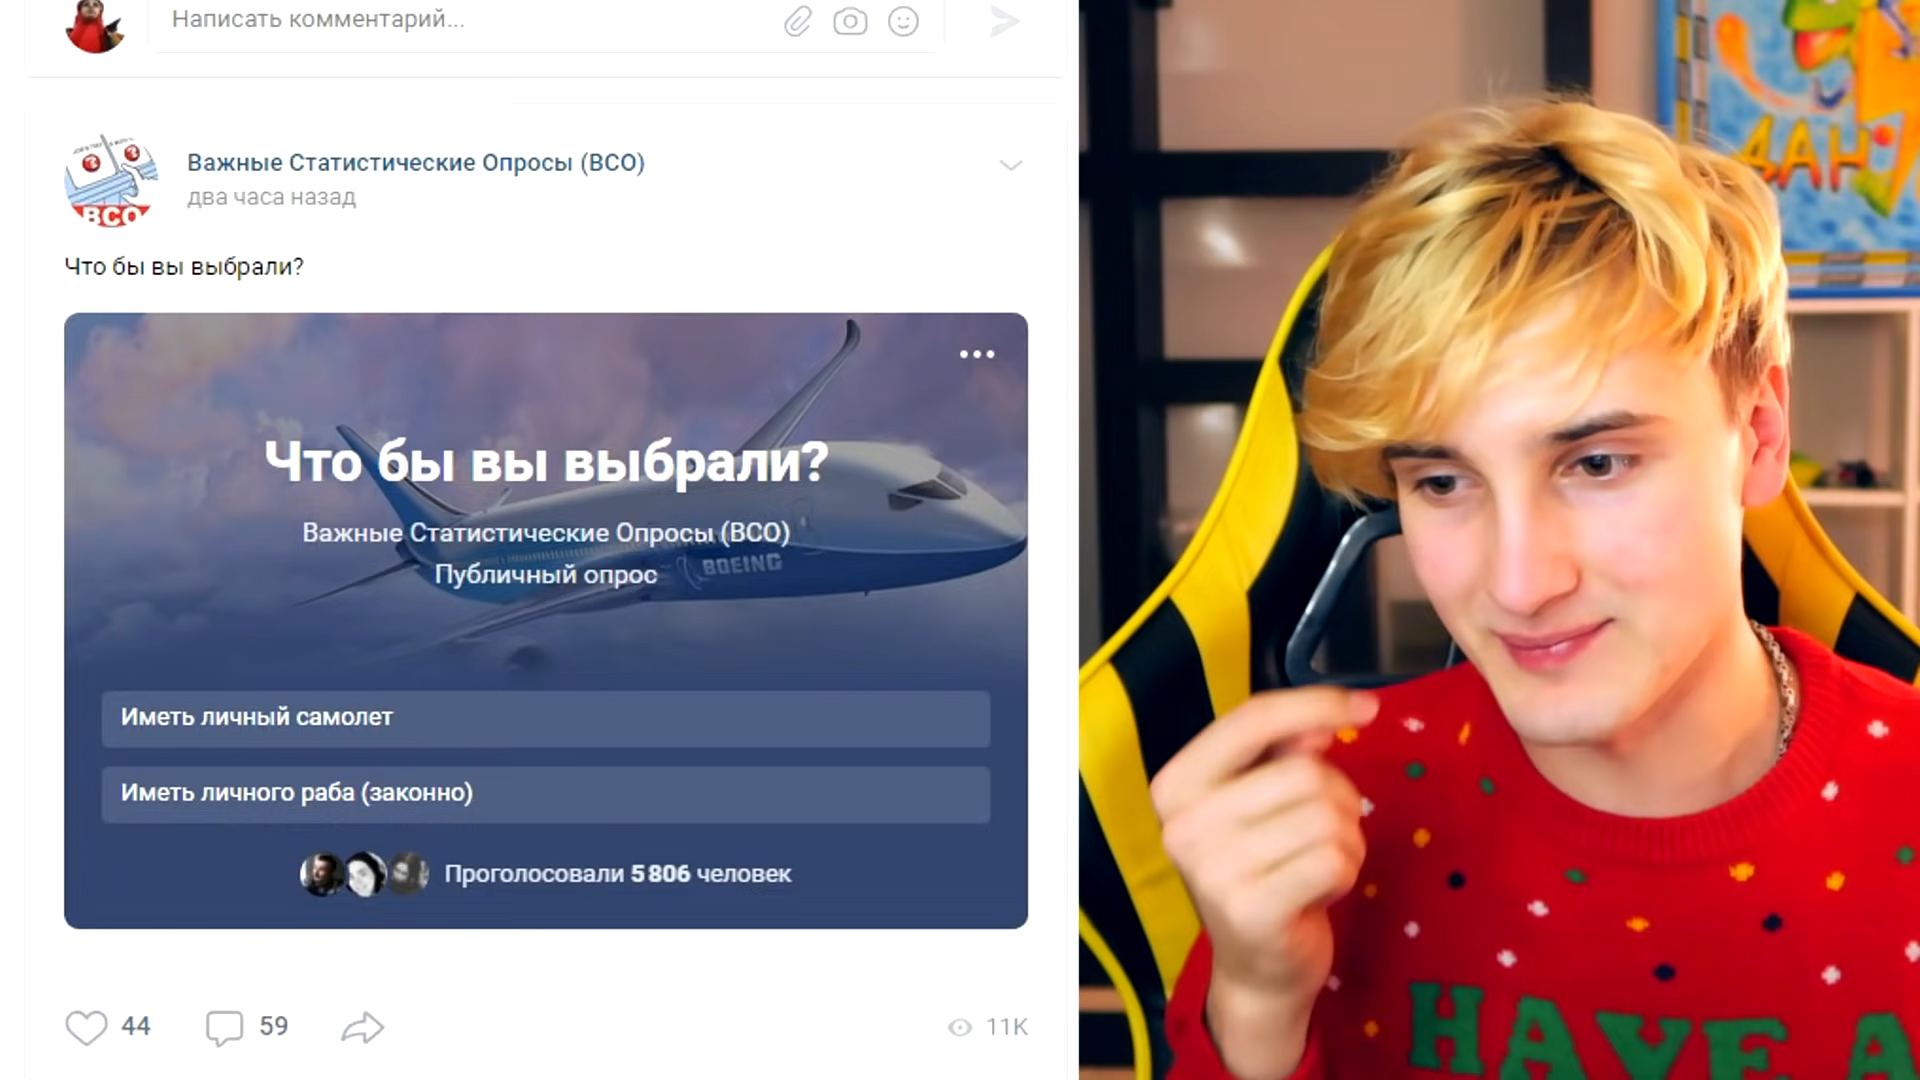 Написать комментарий...
Важные Статистические Опросы (ВСО)
два часа назад
ВСО
Что бы вы выбрали?
Что бы вы выбрали?
Важные Статистические Опросы (ВСО)
BOEING
Публичный опрос
Иметь личный самолет
Иметь личного раба (законно)
Проголосовали 5 806 человек
44
59
11K
ДАН
HAVE A